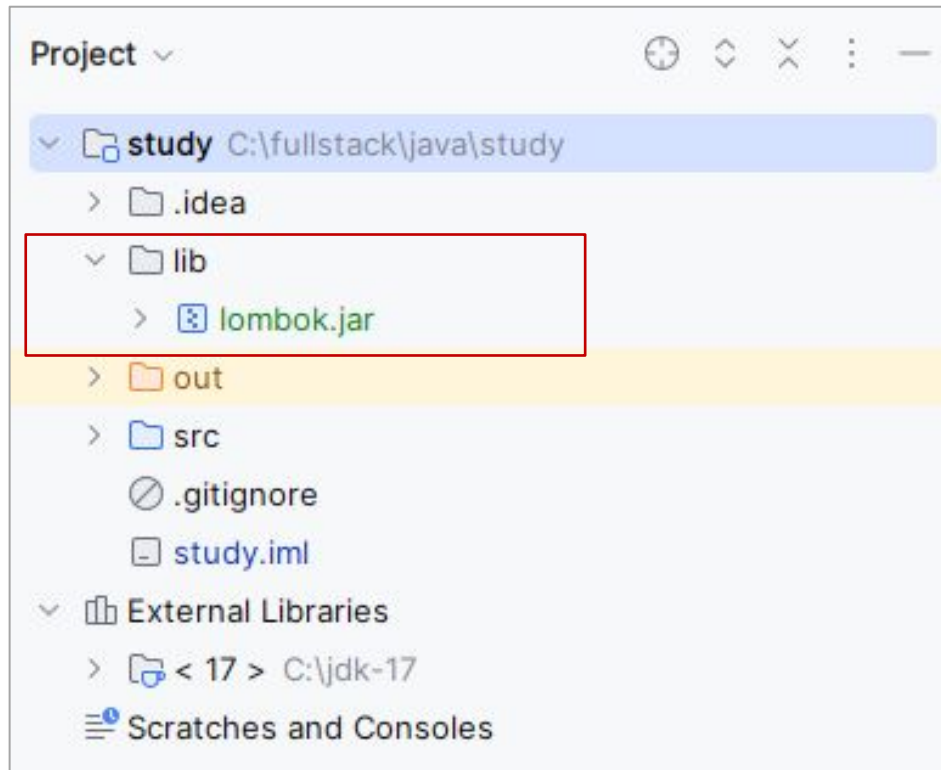 Project
study C:\fullstack\java\study
.idea
lib
lombok.jar
out
src
.gitignore
study.iml
External Libraries
< 17 > C:\jdk-17
Scratches and Consoles